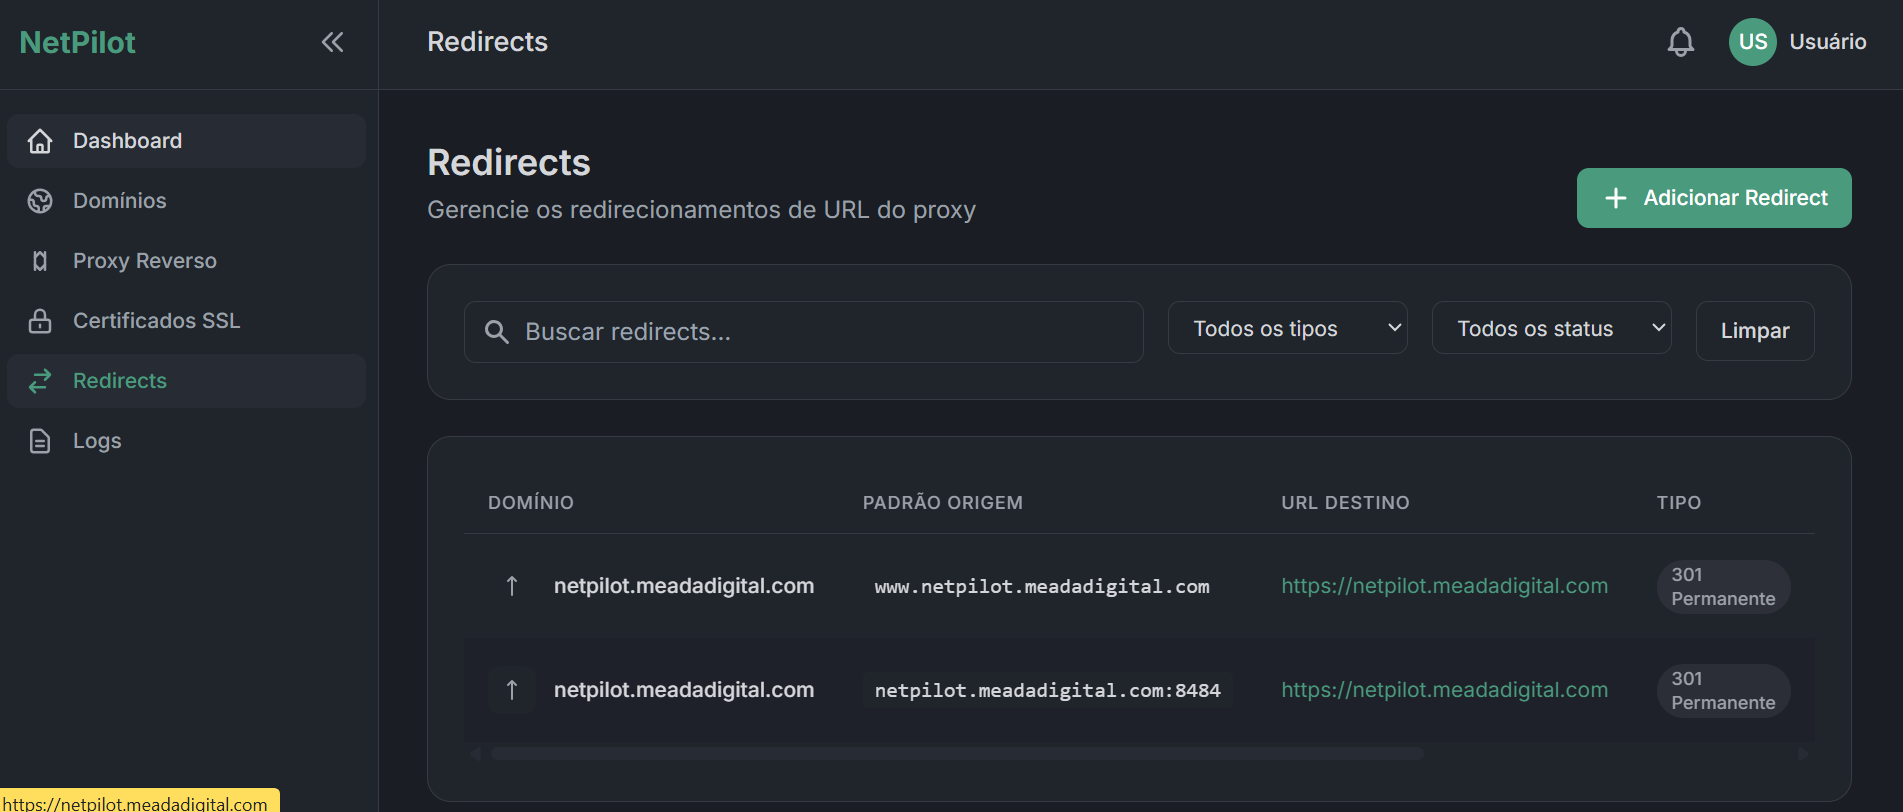 NetPilot
Redirects
US
Usuário
Dashboard
Domínios
Proxy Reverso
Certificados SSL
Redirects
Logs
Redirects
Gerencie os redirecionamentos de URL do proxy
Adicionar Redirect
Buscar redirects...
Todos os tipos
Todos os status
Limpar
DOMÍNIO PADRÃO ORIGEM URL DESTINO TIPO
netpilot.meadadigital.com www.netpilot.meadadigital.com https://netpilot.meadadigital.com 301
Permanente
netpilot.meadadigital.com netpilot.meadadigital.com:8484 https://netpilot.meadadigital.com 301
Permanente
https://netpilot.meadadigital.com